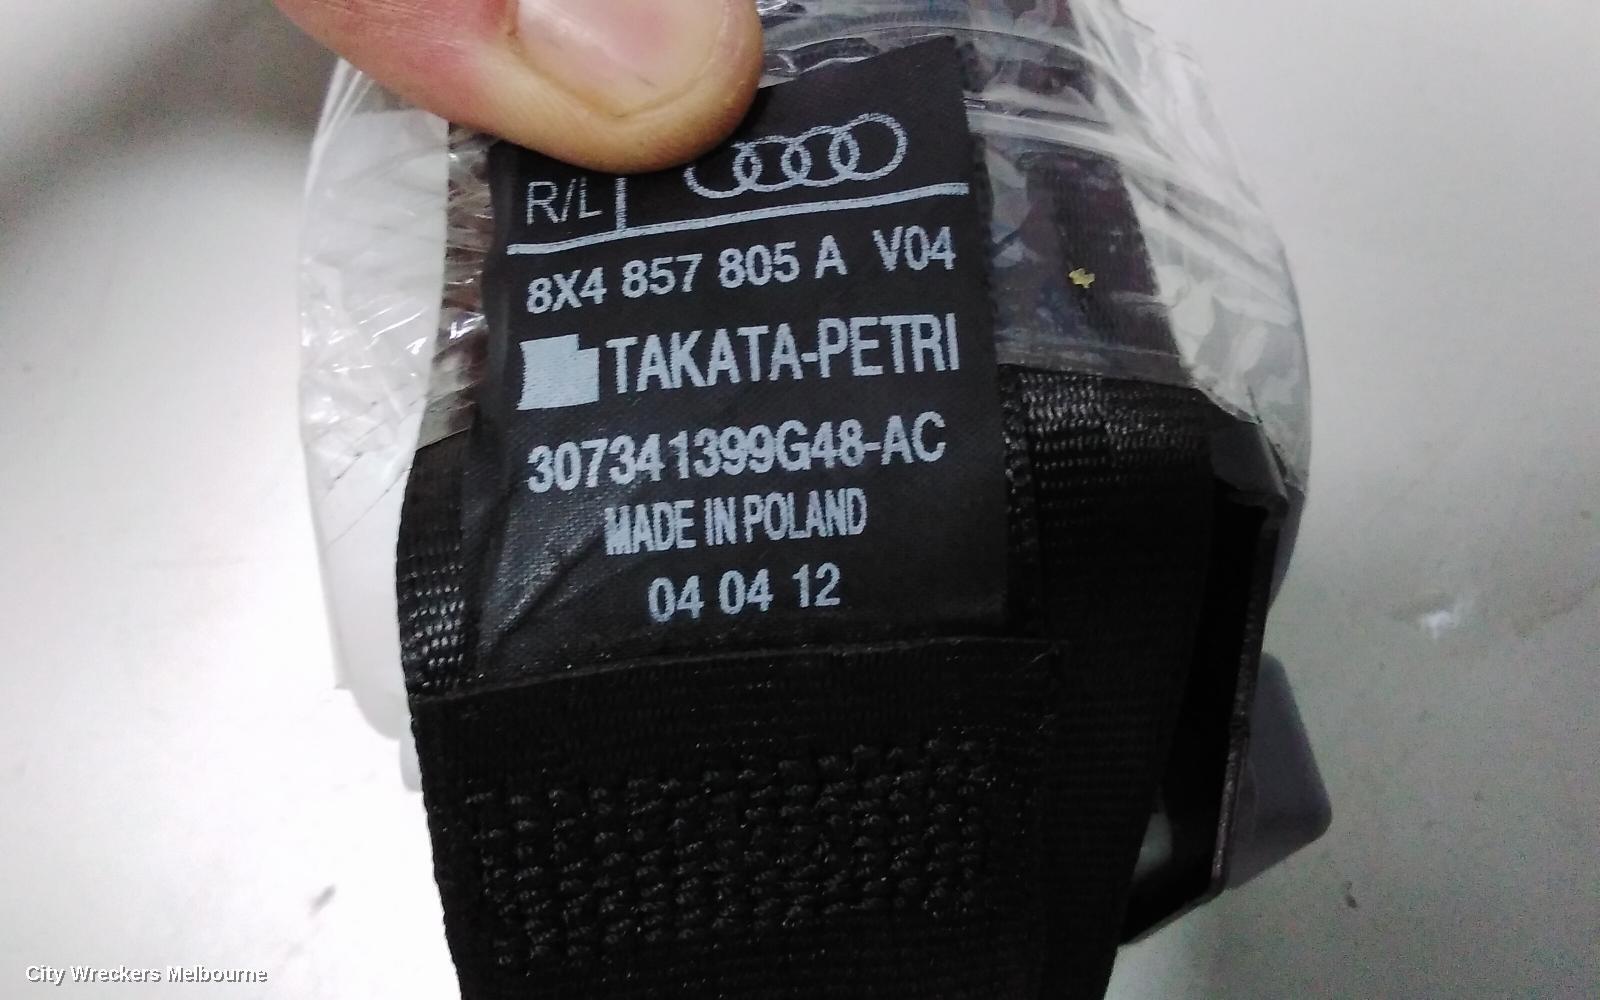 R/L
8X4 857 805 A V04
TAKATA-PETRI
307341399G48-AC
MADE IN POLAND
04 04 12
City Wreckers Melbourne